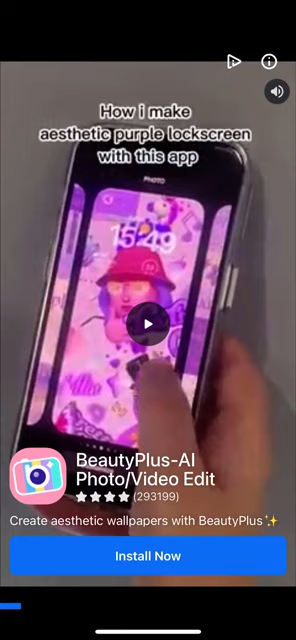 How i make
aesthetic purple lockscreen
with this app
PHOTO
15:49
BeautyPlus-AI
Photo/Video Edit
(293199)
Create aesthetic wallpapers with BeautyPlus✨
Install Now